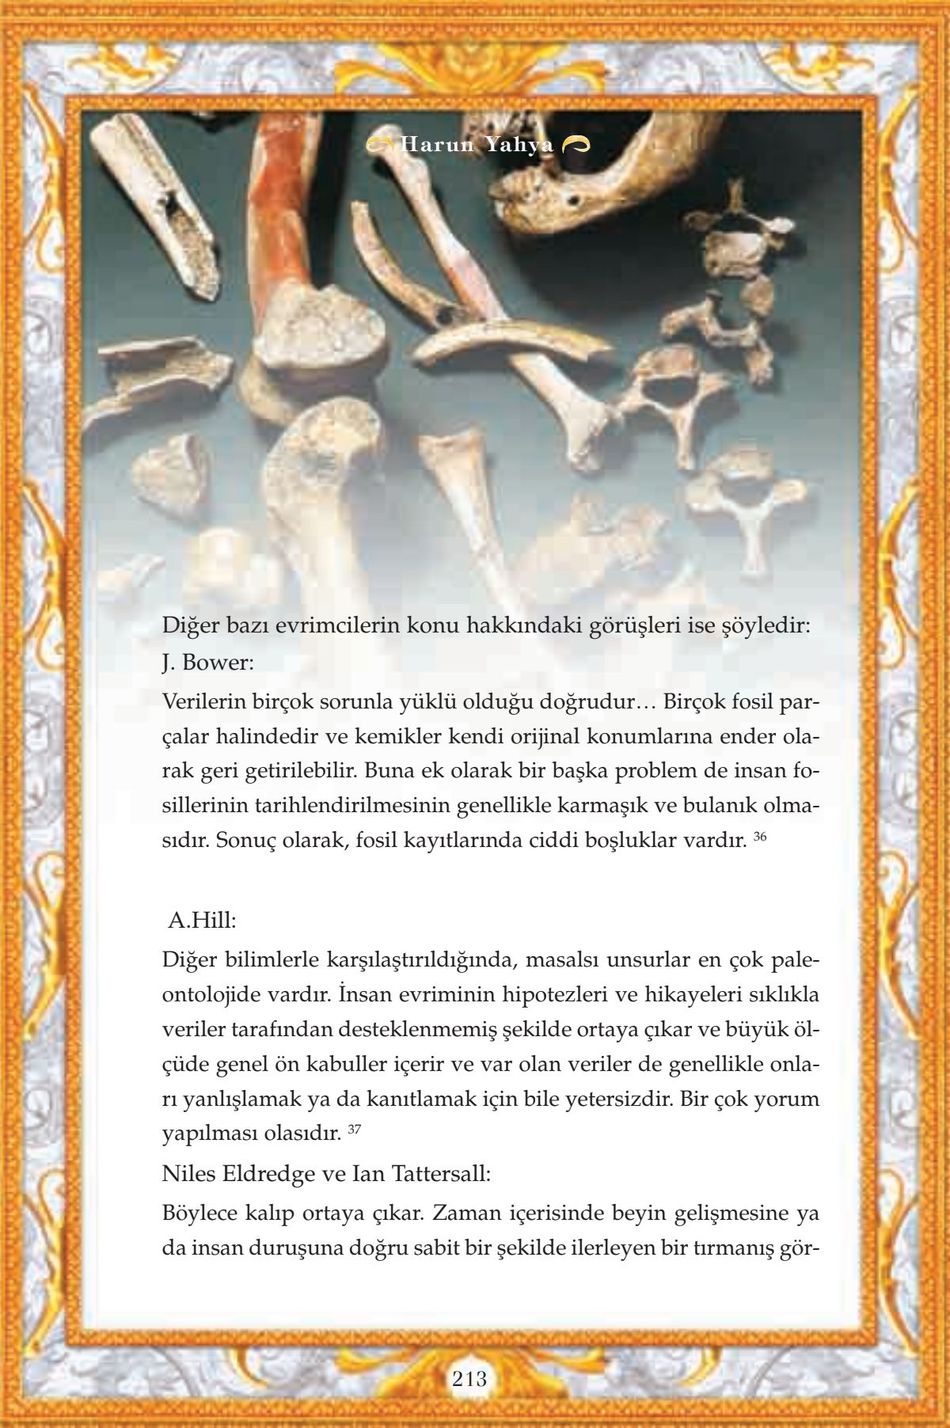 Harun Yahya
Diğer bazı evrimcilerin konu hakkındaki görüşleri ise şöyledir:
J. Bower:
Verilerin birçok sorunla yüklü olduğu doğrudur… Birçok fosil par-
çalar halindedir ve kemikler kendi orijinal konumlarına ender ola-
rak geri getirilebilir. Buna ek olarak bir başka problem de insan fo-
sillerinin tarihlendirilmesinin genellikle karmaşık ve bulanık olma-
sıdır. Sonuç olarak, fosil kayıtlarında ciddi boşluklar vardır. 36
A.Hill:
Diğer bilimlerle karşılaştırıldığında, masalsı unsurlar en çok pale-
ontolojide vardır. İnsan evriminin hipotezleri ve hikayeleri sıklıkla
veriler tarafından desteklenmemiş şekilde ortaya çıkar ve büyük öl-
çüde genel ön kabuller içerir ve var olan veriler de genellikle onla-
rı yanlışlamak ya da kanıtlamak için bile yetersizdir. Bir çok yorum
yapılması olasıdır. 37
Niles Eldredge ve Ian Tattersall:
Böylece kalıp ortaya çıkar. Zaman içerisinde beyin gelişmesine ya
da insan duruşuna doğru sabit bir şekilde ilerleyen bir tırmanış gör-
213